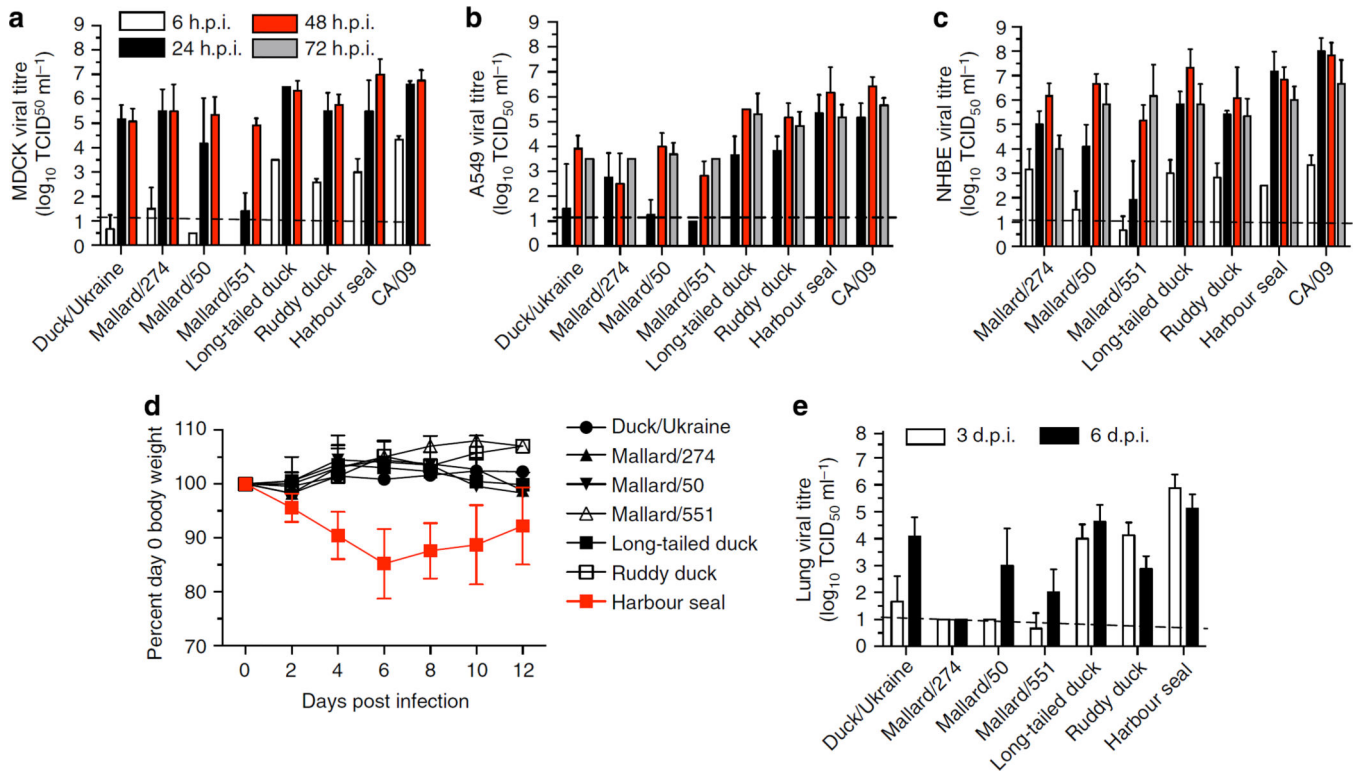 a
6 h.p.i.
24 h.p.i.
48 h.p.i.
72 h.p.i.
MDCK viral titre
(log10 TCID50 ml–1)
9
8
7
6
5
4
3
2
1
0
Duck/Ukraine
Mallard/274
Mallard/50
Mallard/551
Long-tailed duck
Ruddy duck
Harbour seal
CA/09
b
A549 viral titre
(log10 TCID50 ml–1)
9
8
7
6
5
4
3
2
1
0
Duck/ukraine
Mallard/274
Mallard/50
Mallard/551
Long-tailed duck
Ruddy duck
Harbour seal
CA/09
c
NHBE viral titre
(log10 TCID50 ml–1)
9
8
7
6
5
4
3
2
1
0
Mallard/274
Mallard/50
Mallard/551
Long-tailed duck
Ruddy duck
Harbour seal
CA/09
d
Percent day 0 body weight
110
100
90
80
70
0 2 4 6 8 10 12
Days post infection
Duck/Ukraine
Mallard/274
Mallard/50
Mallard/551
Long-tailed duck
Ruddy duck
Harbour seal
e
3 d.p.i.
6 d.p.i.
Lung viral titre
(log10 TCID50 ml–1)
8
7
6
5
4
3
2
1
0
Duck/Ukraine
Mallard/274
Mallard/50
Mallard/551
Long-tailed duck
Ruddy duck
Harbour seal